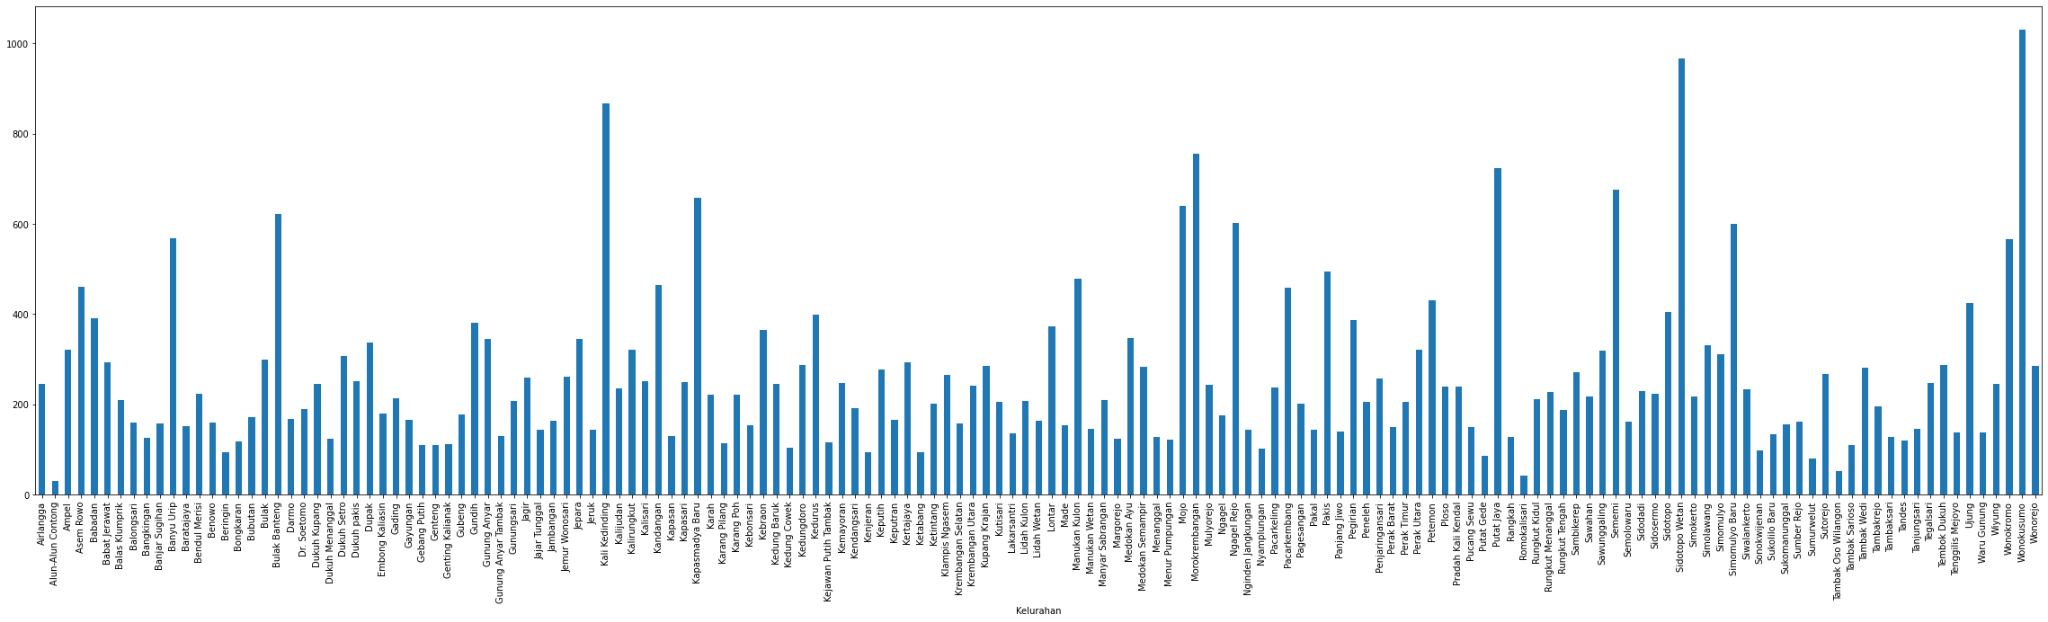 1000
800
600
400
200
0
Airlangga
Alun-Alun Contong
Ampel
Asem Rowo
Babadan
Babat Jerawat
Balas Klumprik
Balongsari
Bangkingan
Banjar Sugihan
Banyu Urip
Baratajaya
Bendul Merisi
Benowo
Beringin
Bongkaran
Bubutan
Bulak
Bulak Banteng
Darmo
Dr. Soetomo
Dukuh Kupang
Dukuh Menanggal
Dukuh Setro
Dukuh pakis
Dupak
Embong Kaliasin
Gading
Gayungan
Gebang Putih
Genteng
Genting Kalianak
Gubeng
Gundih
Gunung Anyar
Gunung Anyar Tambak
Gunungsari
Jagir
Jajar Tunggal
Jambangan
Jemur Wonosari
Jepara
Jeruk
Kali Kedinding
Kalijudan
Kalirungkut
Kalisari
Kandangan
Kapasan
Kapasari
Kapasmadya Baru
Karah
Karang Pilang
Karang Poh
Kebonsari
Kebraon
Kedung Baruk
Kedung Cowek
Kedungdoro
Kedurus
Kejawan Putih Tambak
Kemayoran
Kendangsari
Kenjeran
Keputih
Keputran
Kertajaya
Ketabang
Ketintang
Klampis Ngasem
Krembangan Selatan
Krembangan Utara
Kupang Krajan
Kutisari
Lakarsantri
Lidah Kulon
Lidah Wetan
Lontar
Made
Manukan Kulon
Manukan Wetan
Manyar Sabrangan
Margorejo
Medokan Ayu
Medokan Semampir
Menanggal
Menur Pumpungan
Mojo
Morokrembangan
Mulyorejo
Ngagel
Ngagel Rejo
Nginden Jangkungan
Nyamplungan
Pacarkeling
Pacarkembang
Pagesangan
Pakal
Pakis
Panjang Jiwo
Pegirian
Peneleh
Penjaringansari
Perak Barat
Perak Timur
Perak Utara
Petemon
Ploso
Pradah Kali Kendal
Pucang Sewu
Putat Gede
Putat Jaya
Rangkah
Romokalisari
Rungkut Kidul
Rungkut Menanggal
Rungkut Tengah
Sambikerep
Sawahan
Sawunggaling
Sememi
Semolowaru
Sidodadi
Sidosermo
Sidotopo
Sidotopo Wetan
Simokerto
Simolawang
Simomulyo
Simomulyo Baru
Siwalankerto
Sonokwijenan
Sukolilo Baru
Sukomanunggal
Sumber Rejo
Sumurwelut
Sutorejo
Tambak Oso Wilangon
Tambak Sarioso
Tambak Wedi
Tambakrejo
Tambaksari
Tandes
Tanjungsari
Tegalsari
Tembok Dukuh
Tenggilis Mejoyo
Ujung
Waru Gunung
Wiyung
Wonokromo
Wonokusumo
Wonorejo
Kelurahan